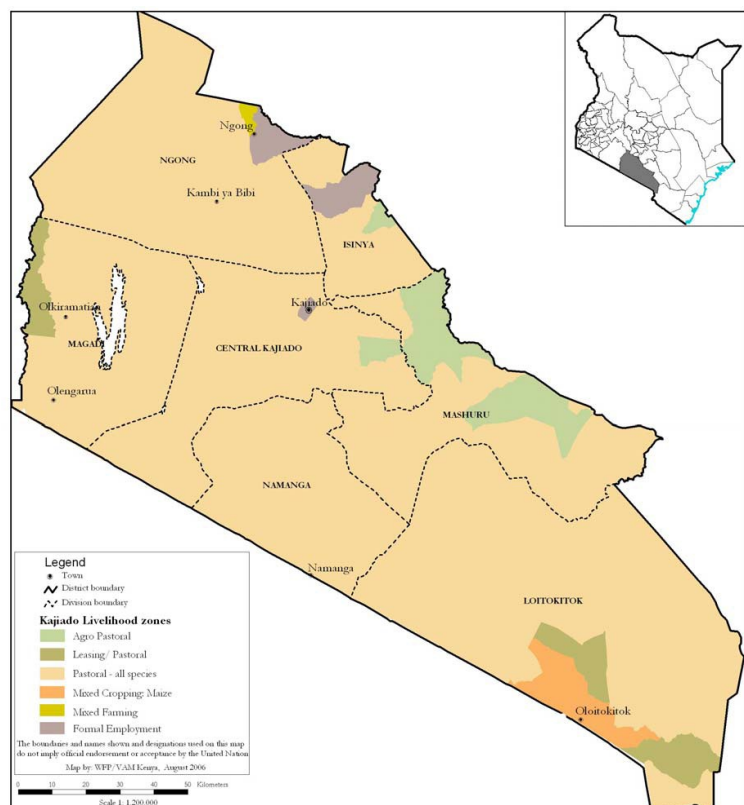 Ngong
NGONG
Kambi ya Bibi
ISINYA
Olkiramatian
Kajiado
MAGADI
CENTRAL KAJIADO
Olengarua
MASHURU
NAMANGA
Namanga
LOITOKITOK
Oloitokitok
Legend
Town
District boundary
Division boundary
Kajiado Livelihood zones
Agro Pastoral
Leasing/ Pastoral
Pastoral - all species
Mixed Cropping: Maize
Mixed Farming
Formal Employment
The boundaries and names shown and designations used on this map
do not imply official endorsement or acceptance by the United Nation
Map by: WFP/VAM Kenya, August 2006
0 10 20 30 40 50 Kilometers
Scale 1: 1.200.000